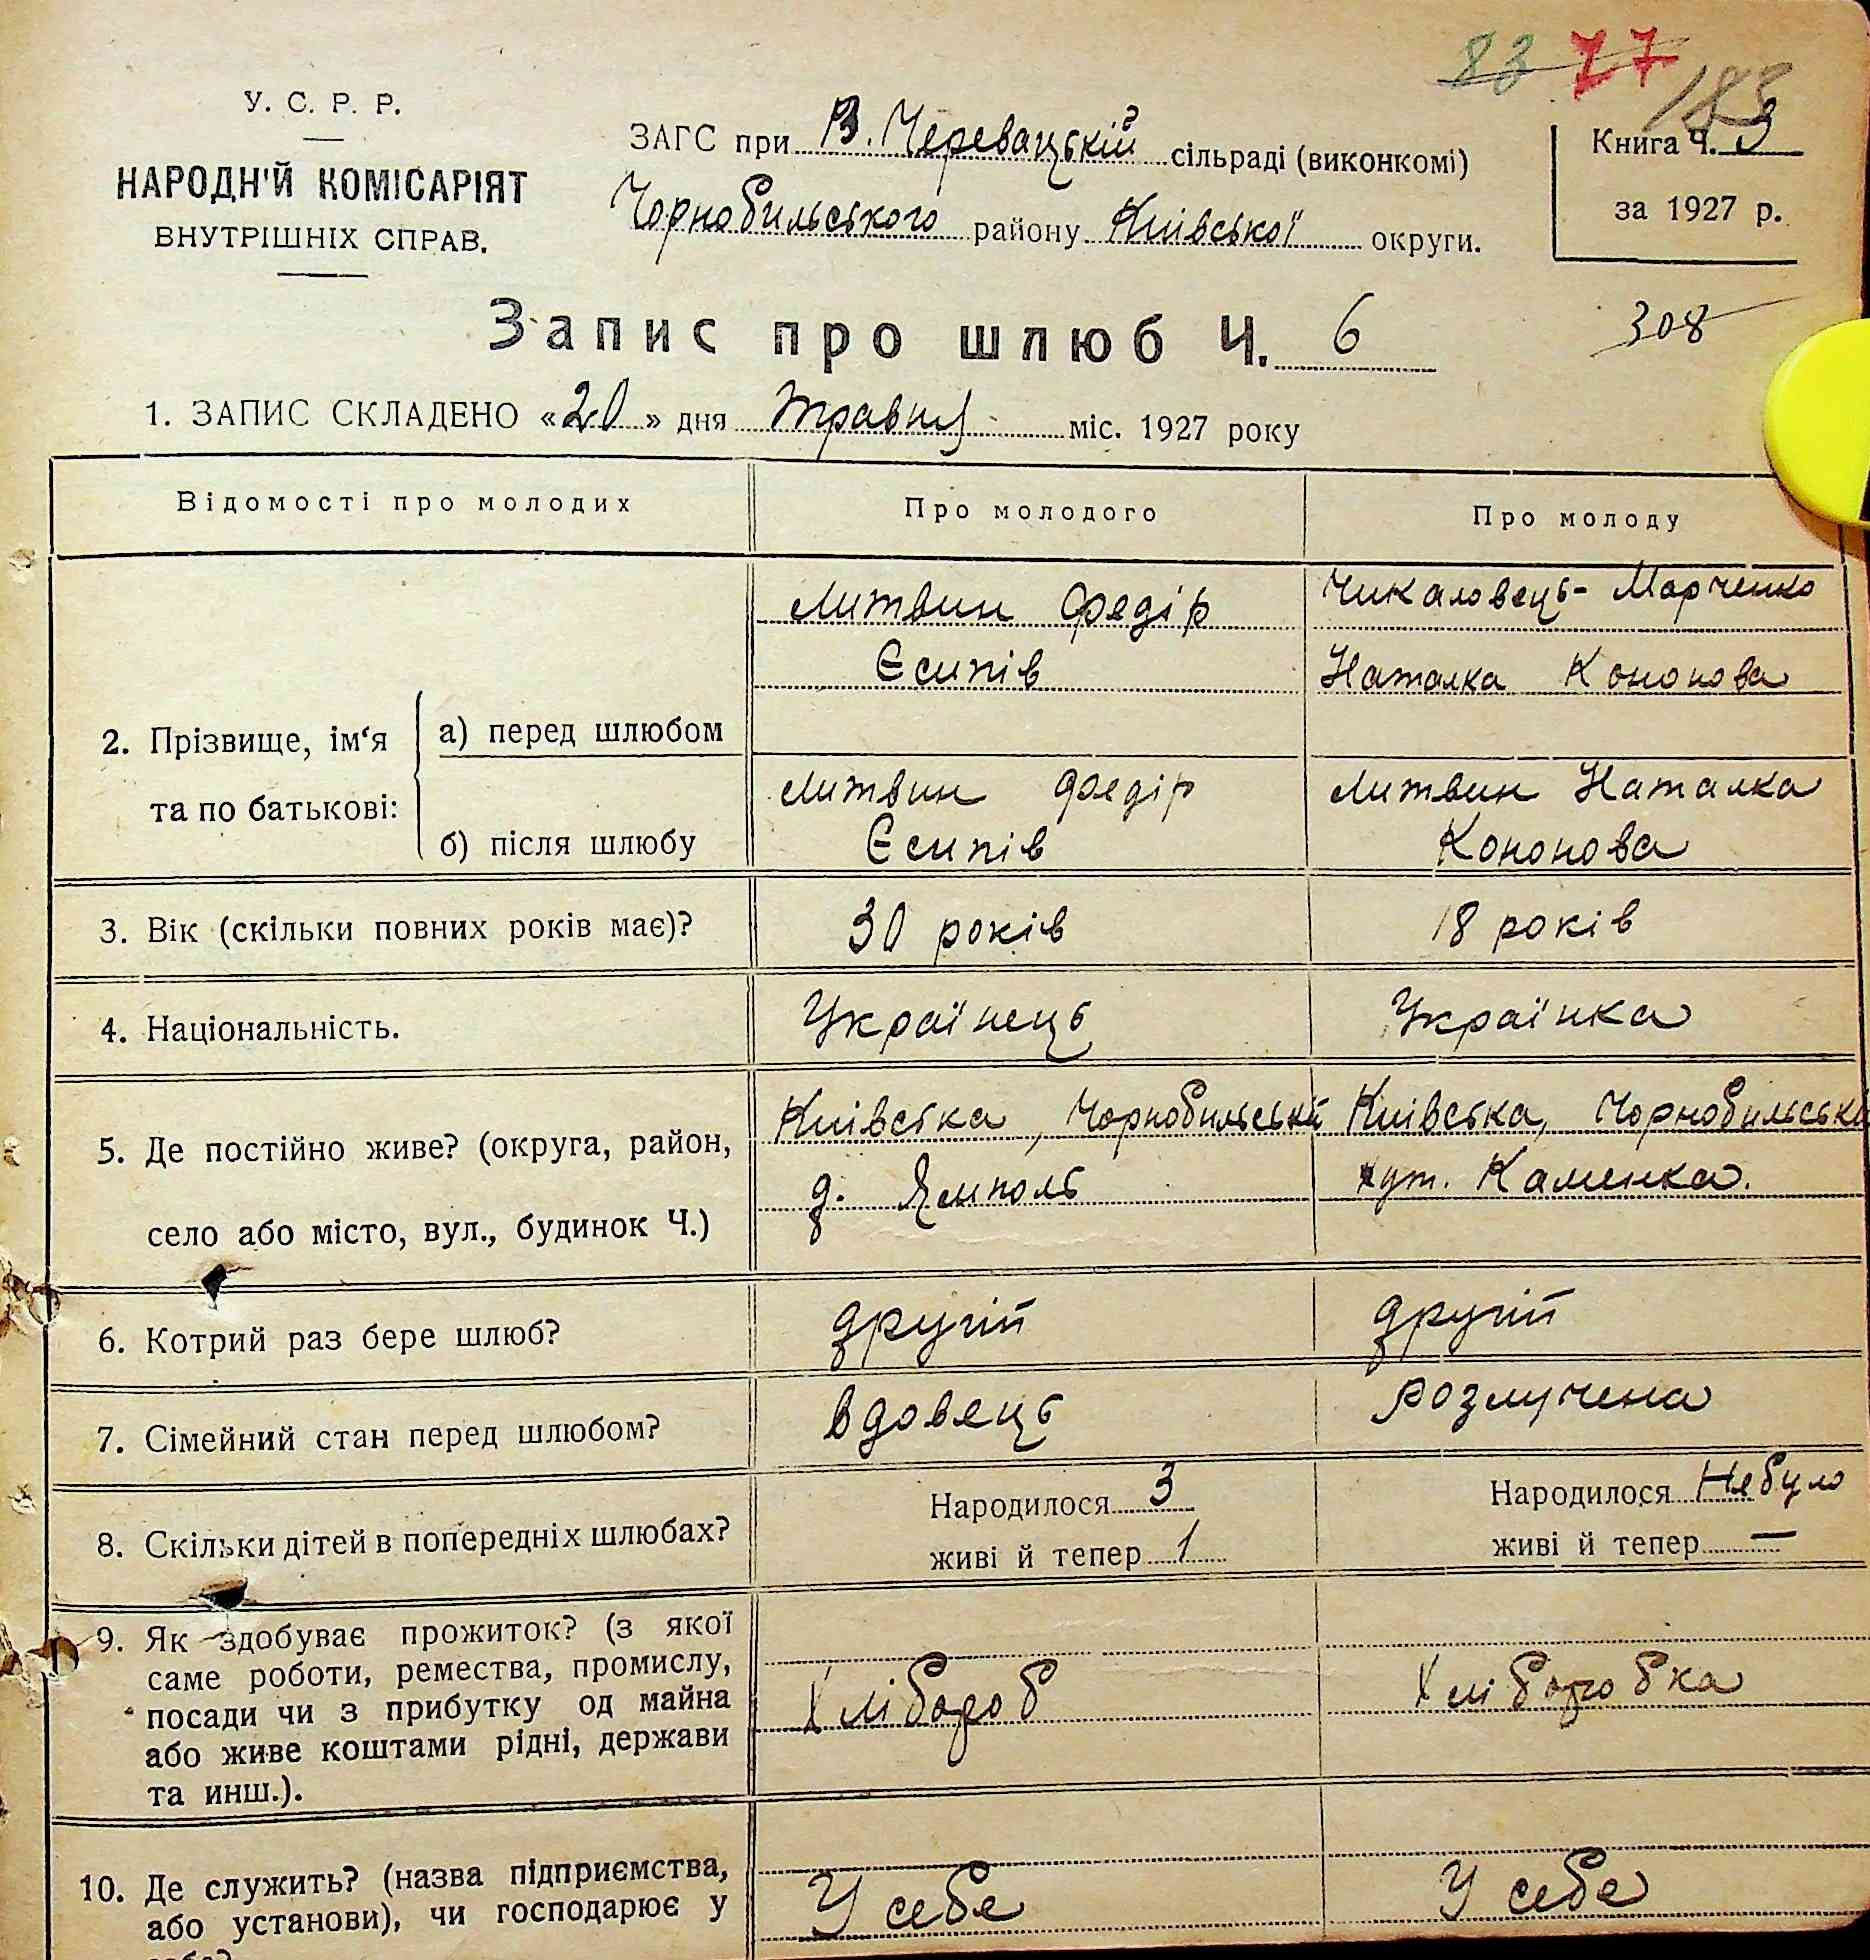 83 77
183
У. С. Р. Р.
НАРОДН'Й КОМІСАРІЯТ
ВНУТРІШНІХ СПРАВ.
ЗАГС при В. Черевацькій сільраді (виконкомі)
Чорнобильського району Київської округи.
Книга Ч. 3
за 1927 р.
308
Запис про шлюб Ч. 6
1. ЗАПИС СКЛАДЕНО «20» дня травня міс. 1927 року
Відомості про молодих Про молодого Про молоду
2. Прізвище, ім‘я та по батькові:
а) перед шлюбом
Литвин Федір
Єсипів
Чикаловець-Марченко
Наталка Кононова
б) після шлюбу
Литвин Федір
Єсипів
Литвин Наталка
Кононова
3. Вік (скільки повних років має)? 30 років 18 років
4. Національність. Українець Українка
5. Де постійно живе? (округа, район,
село або місто, вул., будинок Ч.)
Київська, Чорнобильський
д. Ямполь
Київська, Чорнобильськ
хут. Каменка.
6. Котрий раз бере шлюб? другій другій
7. Сімейний стан перед шлюбом? вдовець розлучена
8. Скільки дітей в попередніх шлюбах?
Народилося 3
живі й тепер 1
Народилося Не було
живі й тепер —
9. Як здобуває прожиток? (з якої
саме роботи, ремества, промислу,
посади чи з прибутку од майна
або живе коштами рідні, держави
та инш.).
Хлібороб
Хліборобка
10. Де служить? (назва підприємства,
або установи), чи господарює у
себе?
У себе
У себе